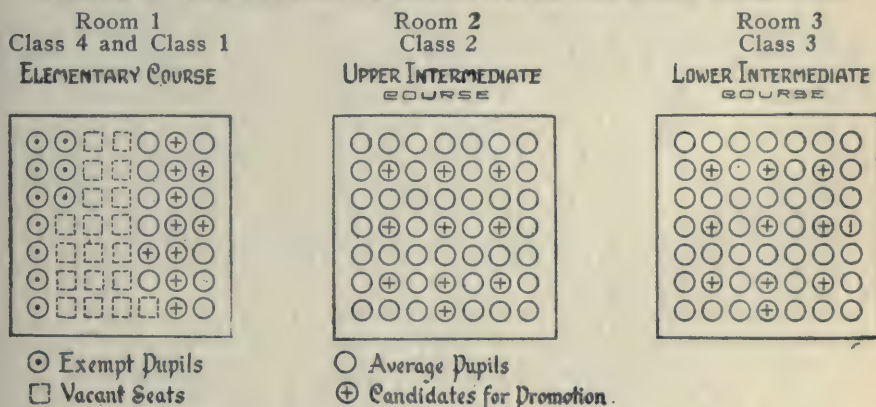 Room 1
Class 4 and Class 1
ELEMENTARY COURSE
Room 2
Class 2
UPPER INTERMEDIATE
COURSE
Room 3
Class 3
LOWER INTERMEDIATE
COURSE
Exempt Pupils
Vacant Seats
Average Pupils
Candidates for Promotion.